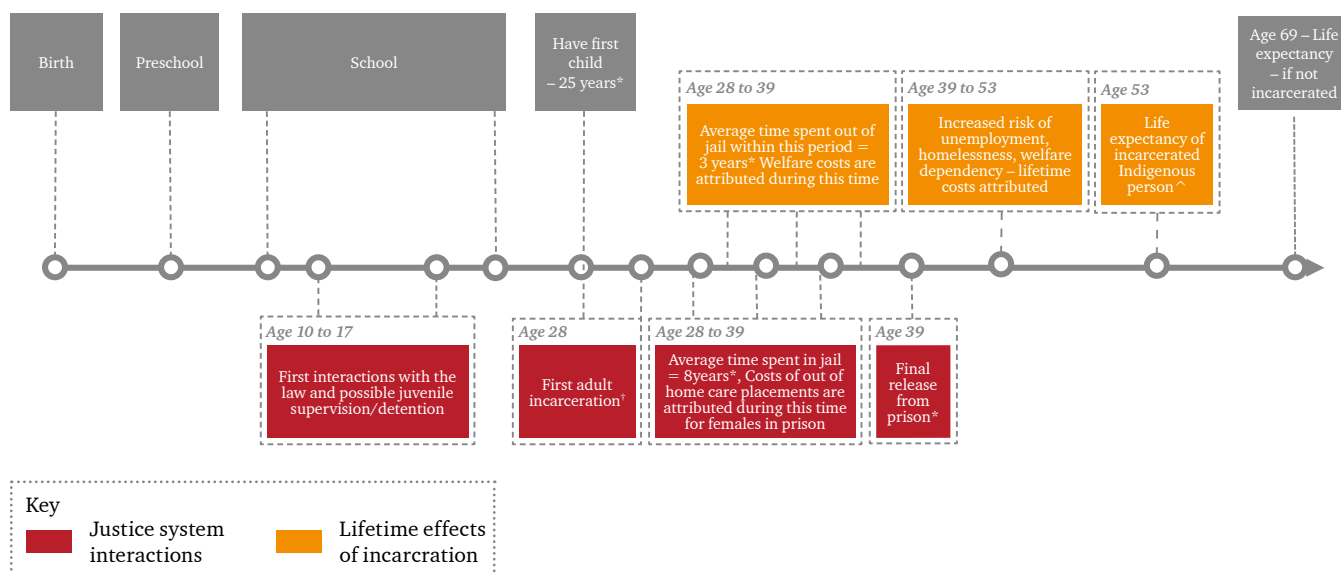 Birth
Preschool
School
Have first
child
– 25 years*
Age 69 – Life
expectancy
– if not
incarcerated
Age 28 to 39
Average time spent out of
jail within this period =
3 years* Welfare costs are
attributed during this time
Age 39 to 53
Increased risk of
unemployment,
homelessness, welfare
dependency – lifetime
costs attributed
Age 53
Life
expectancy of
incarcerated
Indigenous
person^
Age 10 to 17
First interactions with the
law and possible juvenile
supervision/detention
Age 28
First adult
incarceration†
Age 28 to 39
Average time spent in jail
= 8years*, Costs of out of
home care placements are
attributed during this time
for females in prison
Age 39
Final
release
from
prison*
Key
Justice system
interactions
Lifetime effects
of incarcration